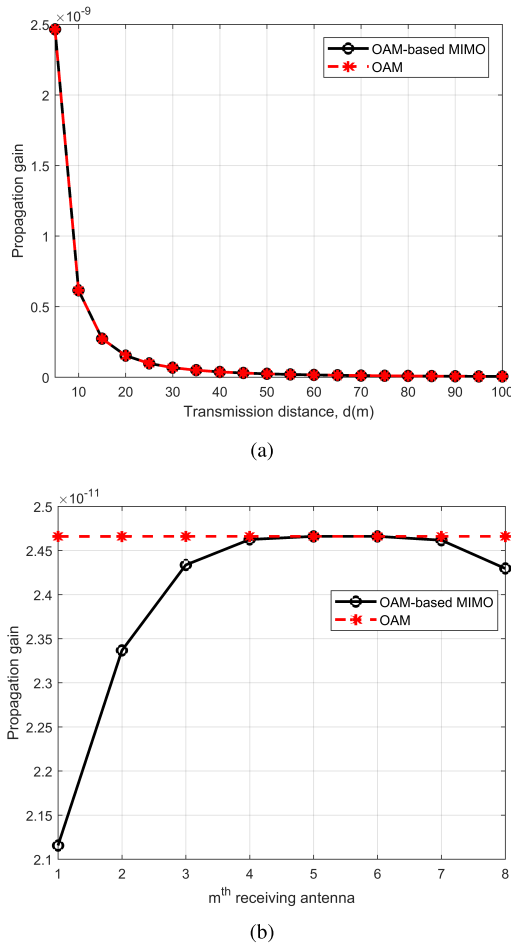 ×10⁻⁹
2.5
2
1.5
1
0.5
0
Propagation gain
OAM-based MIMO
OAM
10 20 30 40 50 60 70 80 90 100
Transmission distance, d(m)
(a)
×10⁻¹¹
2.5
2.45
2.4
2.35
2.3
2.25
2.2
2.15
2.1
Propagation gain
OAM-based MIMO
OAM
1 2 3 4 5 6 7 8
mᵗʰ receiving antenna
(b)